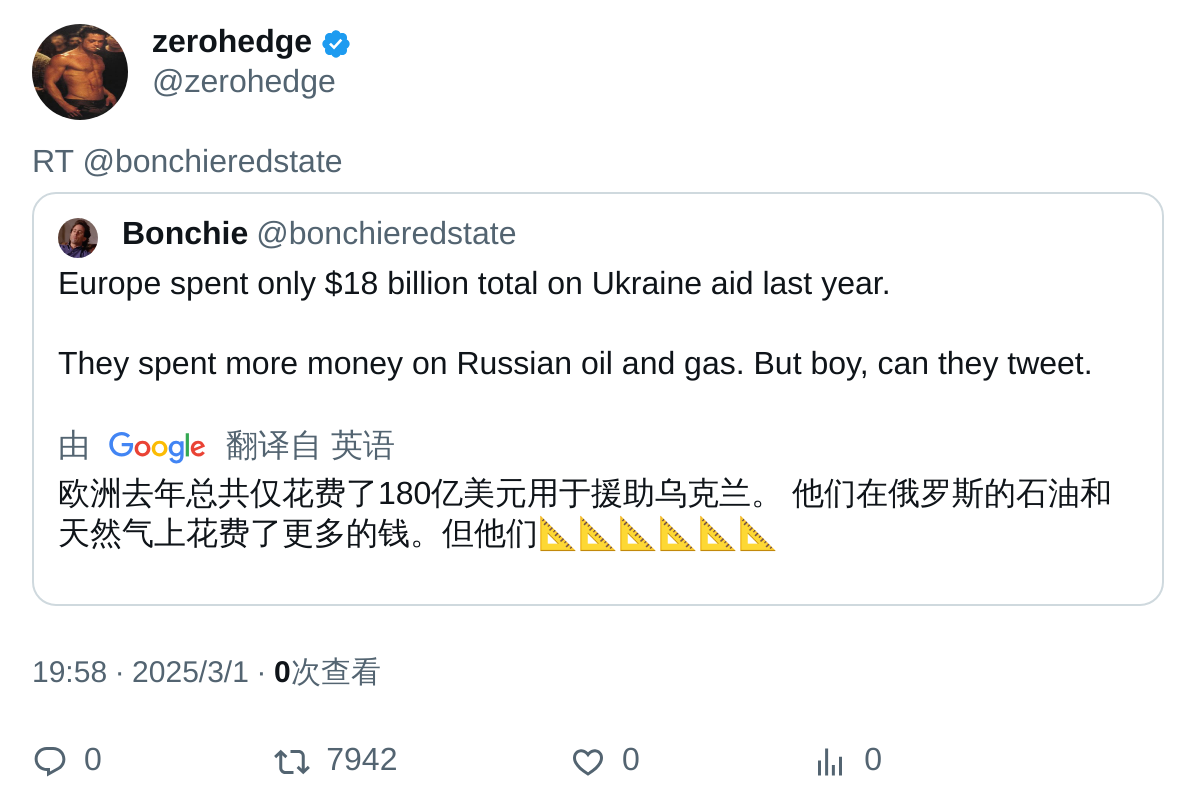 zerohedge
@zerohedge
RT @bonchieredstate
Bonchie @bonchieredstate
Europe spent only $18 billion total on Ukraine aid last year.
They spent more money on Russian oil and gas. But boy, can they tweet.
由 Google 翻译自 英语
欧洲去年总共仅花费了180亿美元用于援助乌克兰。 他们在俄罗斯的石油和
天然气上花费了更多的钱。但他们📐📐📐📐📐📐
19:58 · 2025/3/1 · 0次查看
0 7942 0 0